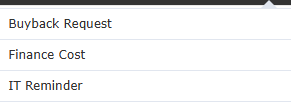 Buyback Request
Finance Cost
IT Reminder